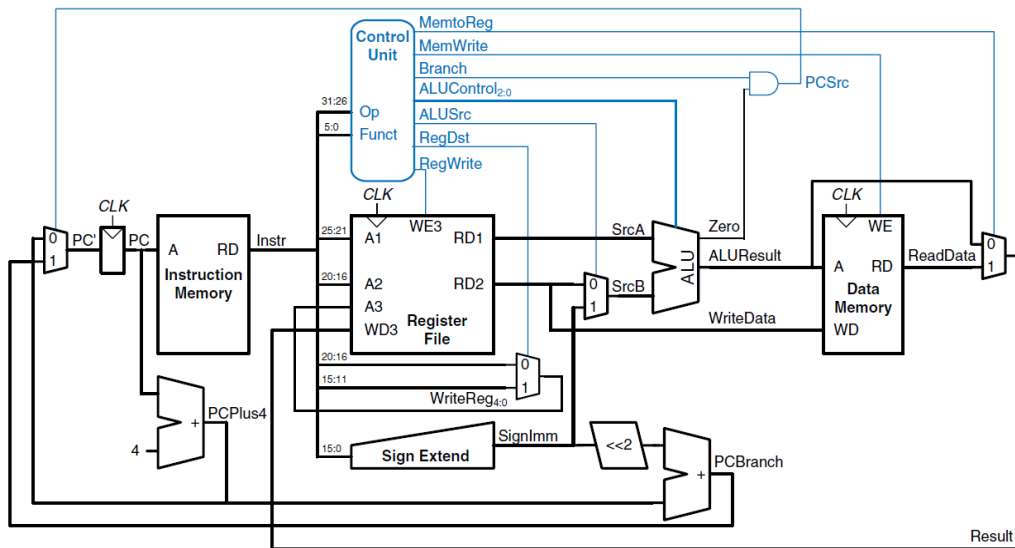 MemtoReg
Control
Unit
MemWrite
Branch
PCSrc
ALUControl2:0
31:26
Op
ALUSrc
5:0
Funct
RegDst
RegWrite
CLK
CLK
CLK
0
1
PC'
PC
A
RD
Instruction
Memory
Instr
25:21
A1
WE3
RD1
SrcA
Zero
WE
0
1
ALU
ALUResult
A
RD
ReadData
Data
Memory
20:16
A2
RD2
0
1
SrcB
A3
WD3
Register
File
WriteData
WD
20:16
0
15:11
1
WriteReg4:0
PCPlus4
+
4
SignImm
15:0
Sign Extend
<<2
+
PCBranch
Result